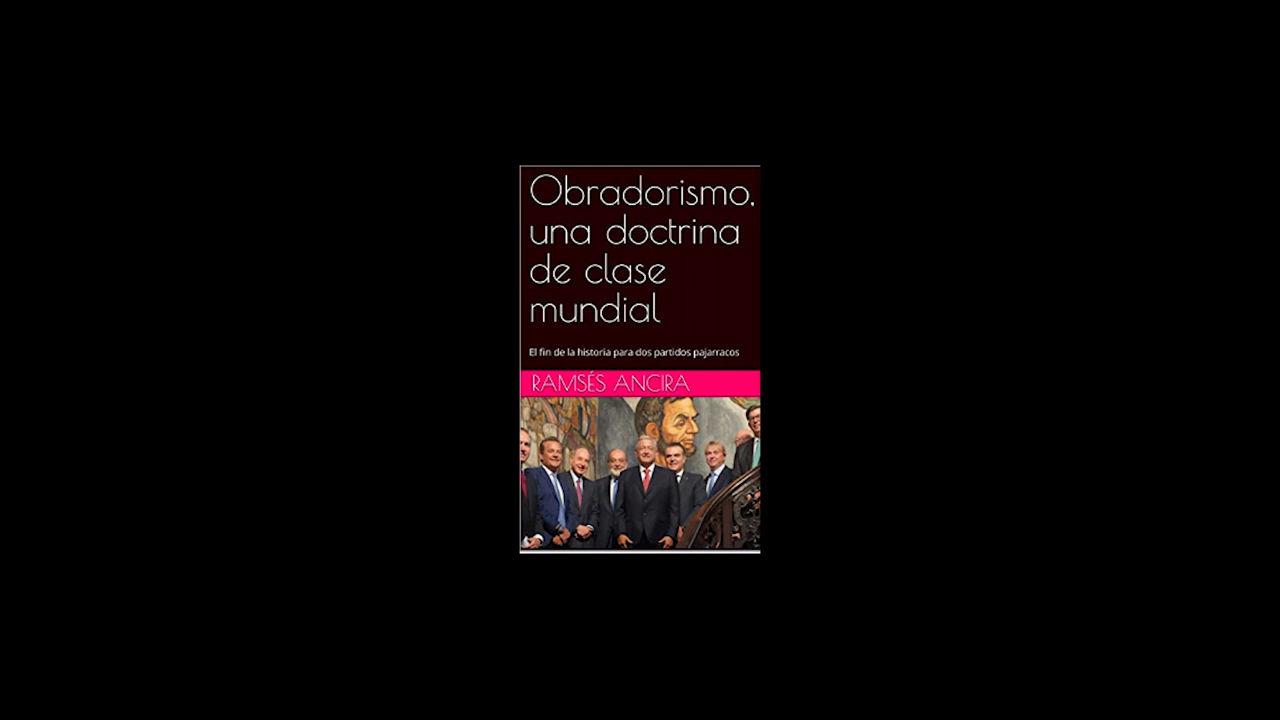 Obradorismo,
una doctrina
de clase
mundial
El fin de la historia para dos partidos pajarracos
RAMSÉS ANCIRA